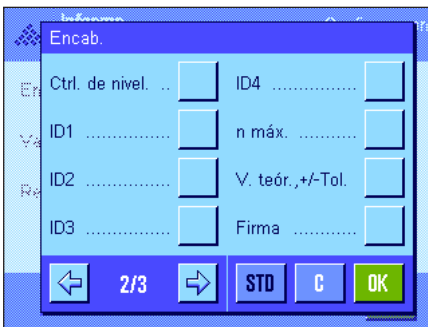 Encab.
Ctrl. de nivel. ..
ID4 ................
ID1 ................
n máx. ...........
ID2 ................
V. teór.,+/-Tol.
ID3 ................
Firma ............
2/3
STD
C
OK